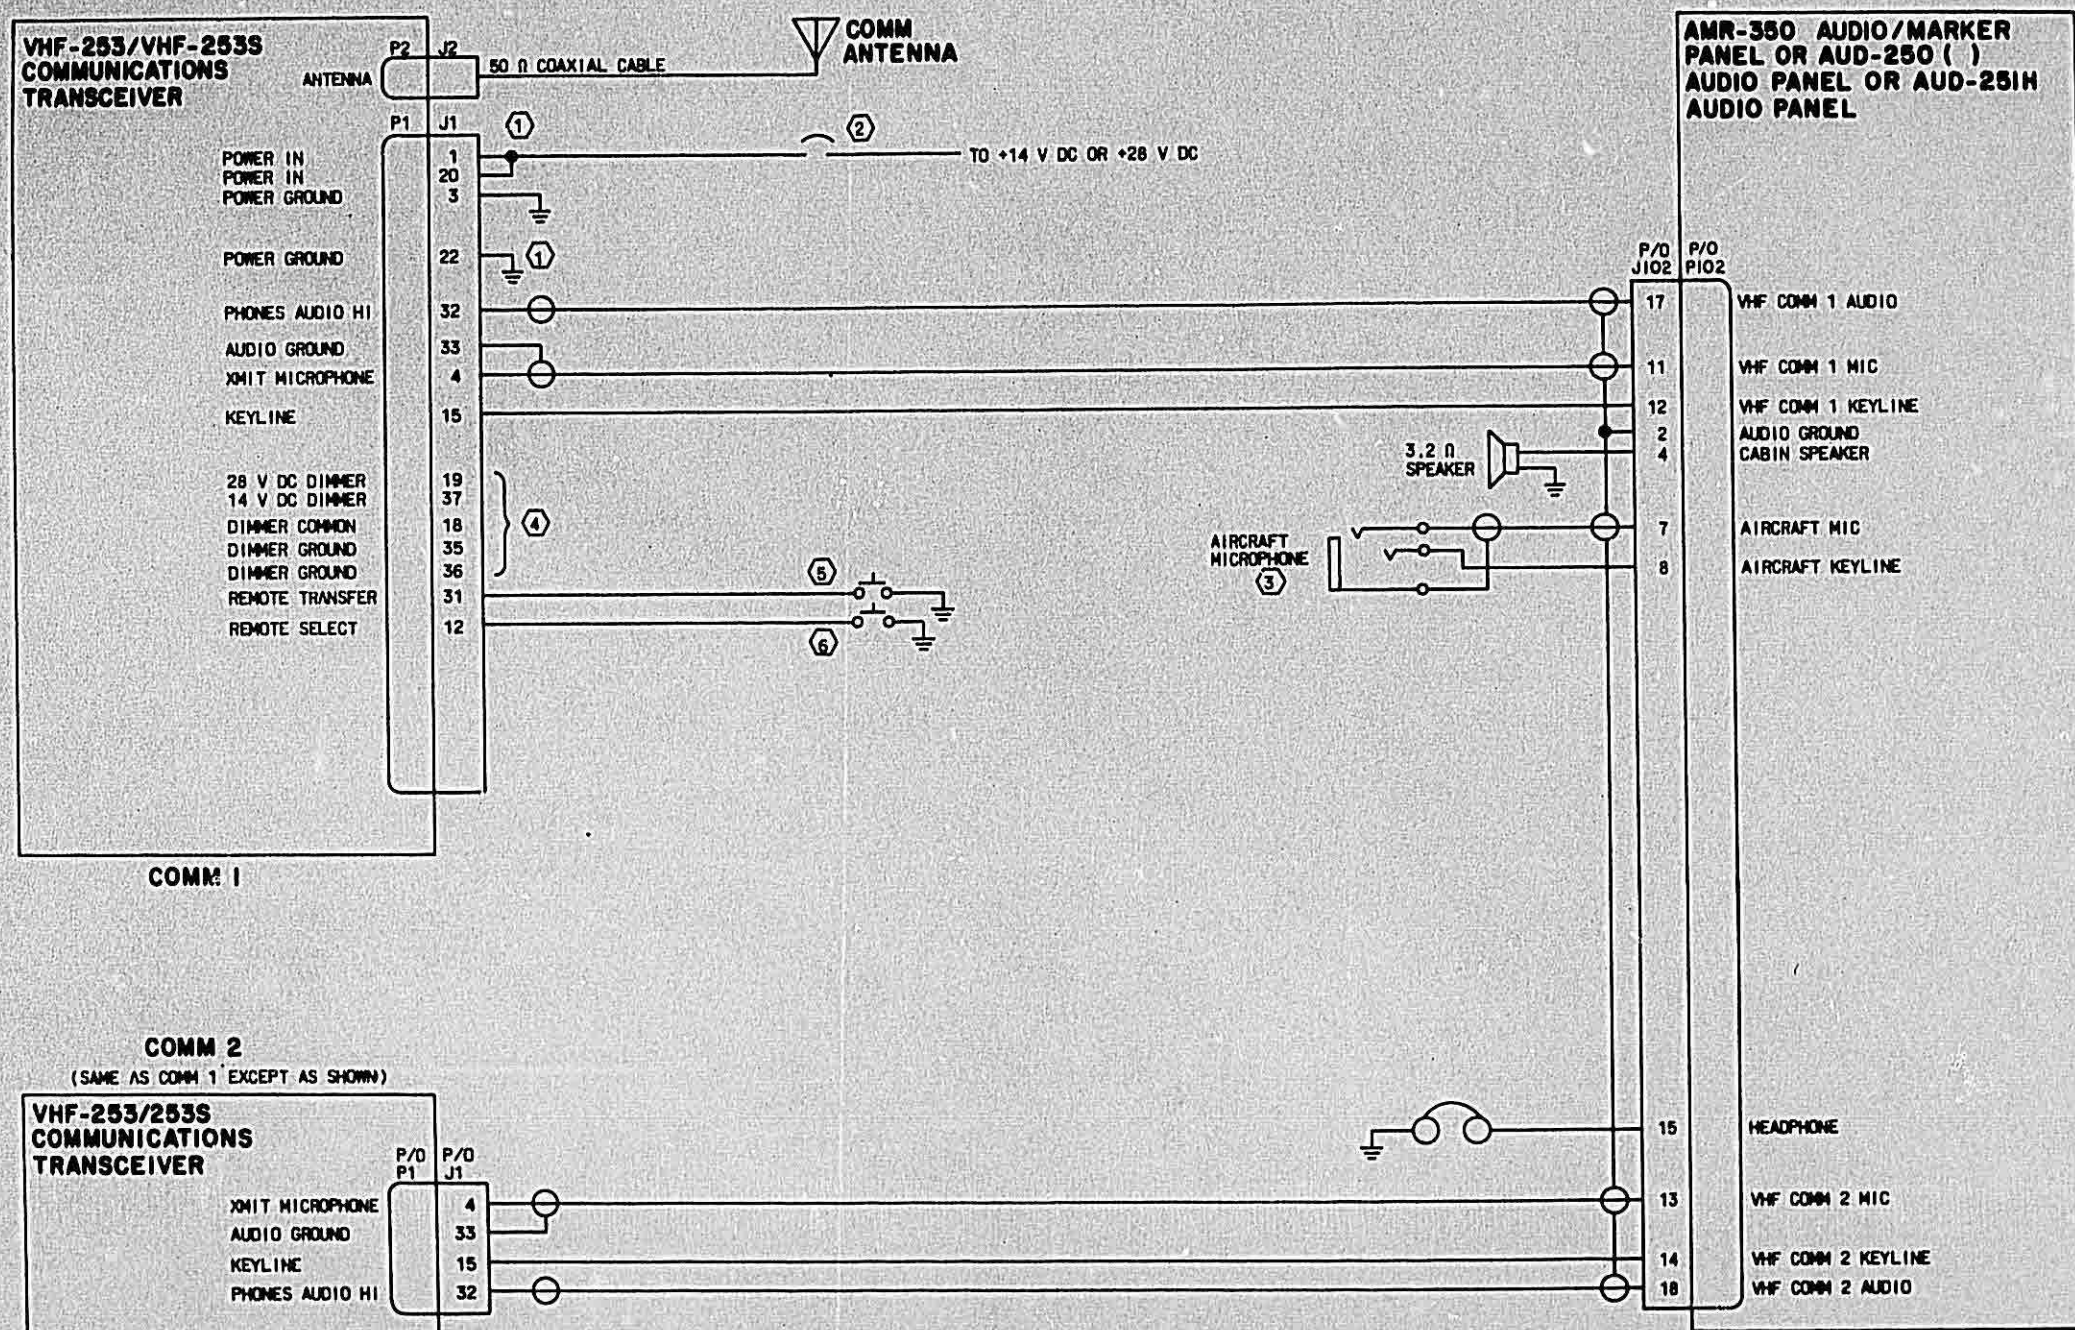 VHF-253/VHF-253S
COMMUNICATIONS
TRANSCEIVER
P2 J2
ANTENNA
50 Ω COAXIAL CABLE
COMM
ANTENNA
P1 J1
1
2
POWER IN 1
POWER IN 20
POWER GROUND 3
TO +14 V DC OR +28 V DC
POWER GROUND 22
1
PHONES AUDIO HI 32
AUDIO GROUND 33
XMIT MICROPHONE 4
KEYLINE 15
28 V DC DIMMER 19
14 V DC DIMMER 37
DIMMER COMMON 18
DIMMER GROUND 35
DIMMER GROUND 36
4
REMOTE TRANSFER 31
REMOTE SELECT 12
5
6
COMM 1
AMR-350 AUDIO/MARKER
PANEL OR AUD-250 ( )
AUDIO PANEL OR AUD-251H
AUDIO PANEL
P/O P/O
J102 P102
17 VHF COMM 1 AUDIO
11 VHF COMM 1 MIC
12 VHF COMM 1 KEYLINE
2 AUDIO GROUND
4 CABIN SPEAKER
3.2 Ω
SPEAKER
7 AIRCRAFT MIC
8 AIRCRAFT KEYLINE
AIRCRAFT
MICROPHONE
3
15 HEADPHONE
13 VHF COMM 2 MIC
14 VHF COMM 2 KEYLINE
18 VHF COMM 2 AUDIO
COMM 2
(SAME AS COMM 1 EXCEPT AS SHOWN)
VHF-253/253S
COMMUNICATIONS
TRANSCEIVER
P/O P/O
P1 J1
XMIT MICROPHONE 4
AUDIO GROUND 33
KEYLINE 15
PHONES AUDIO HI 32